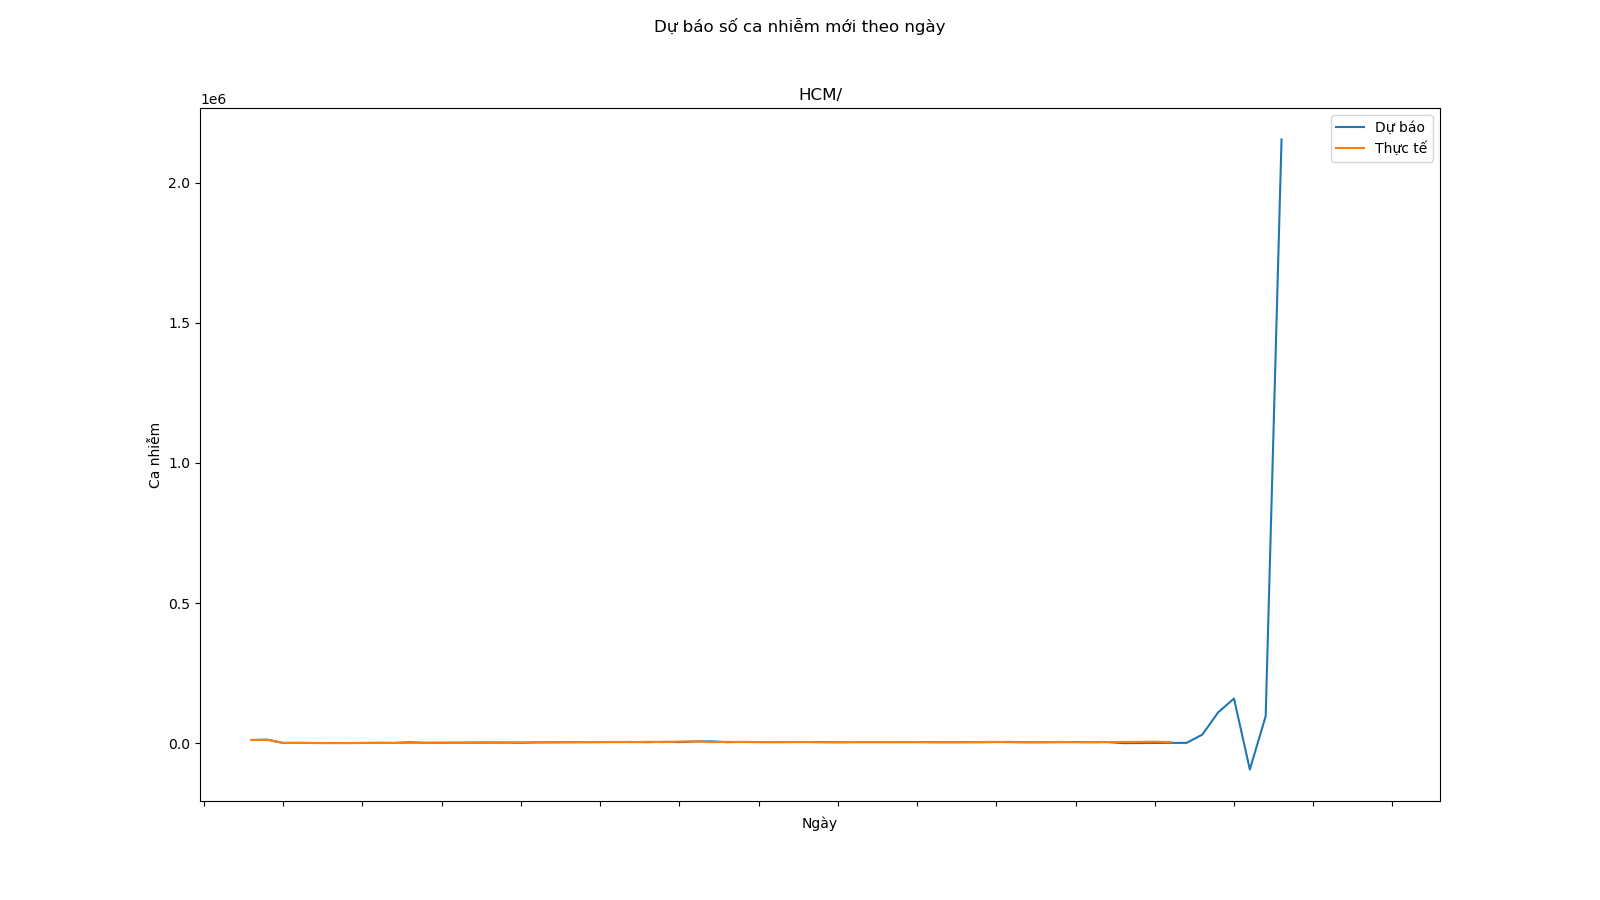 Dự báo số ca nhiễm mới theo ngày
HCM/
1e6
Dự báo
Thực tế
2.0
1.5
1.0
0.5
0.0
Ca nhiễm
Ngày